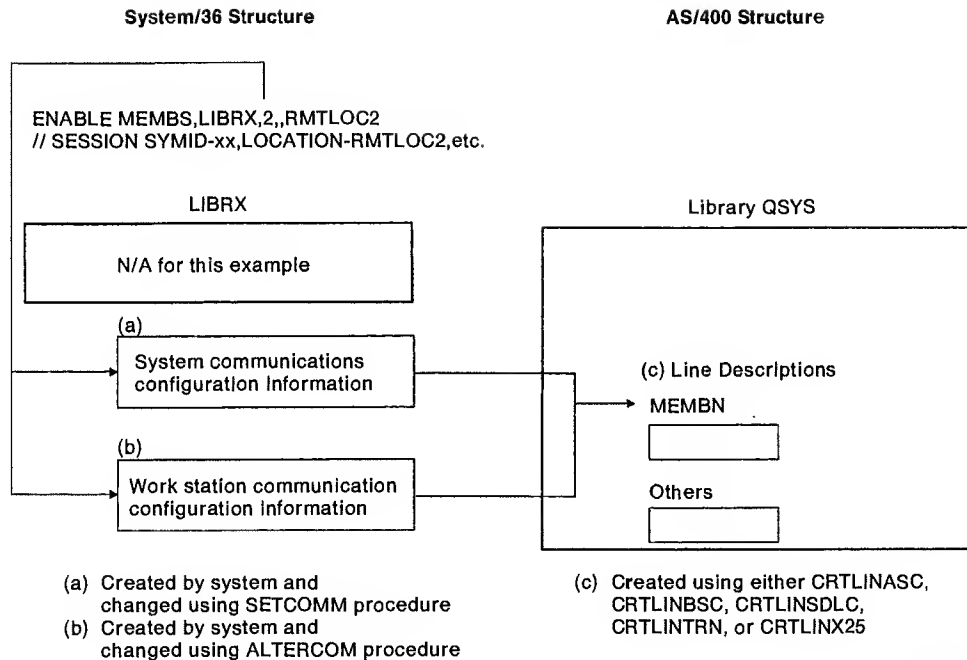 System/36 Structure
AS/400 Structure
ENABLE MEMBS,LIBRX,2,,RMTLOC2
// SESSION SYMID-xx,LOCATION-RMTLOC2,etc.
LIBRX
N/A for this example
Library QSYS
(a)
System communications
configuration information
(b)
Work station communication
configuration information
(c) Line Descriptions
MEMBN
Others
(a) Created by system and
changed using SETCOMM procedure
(b) Created by system and
changed using ALTERCOM procedure
(c) Created using either CRTLINASC,
CRTLINBSC, CRTLINSDLC,
CRTLINTRN, or CRTLINX25